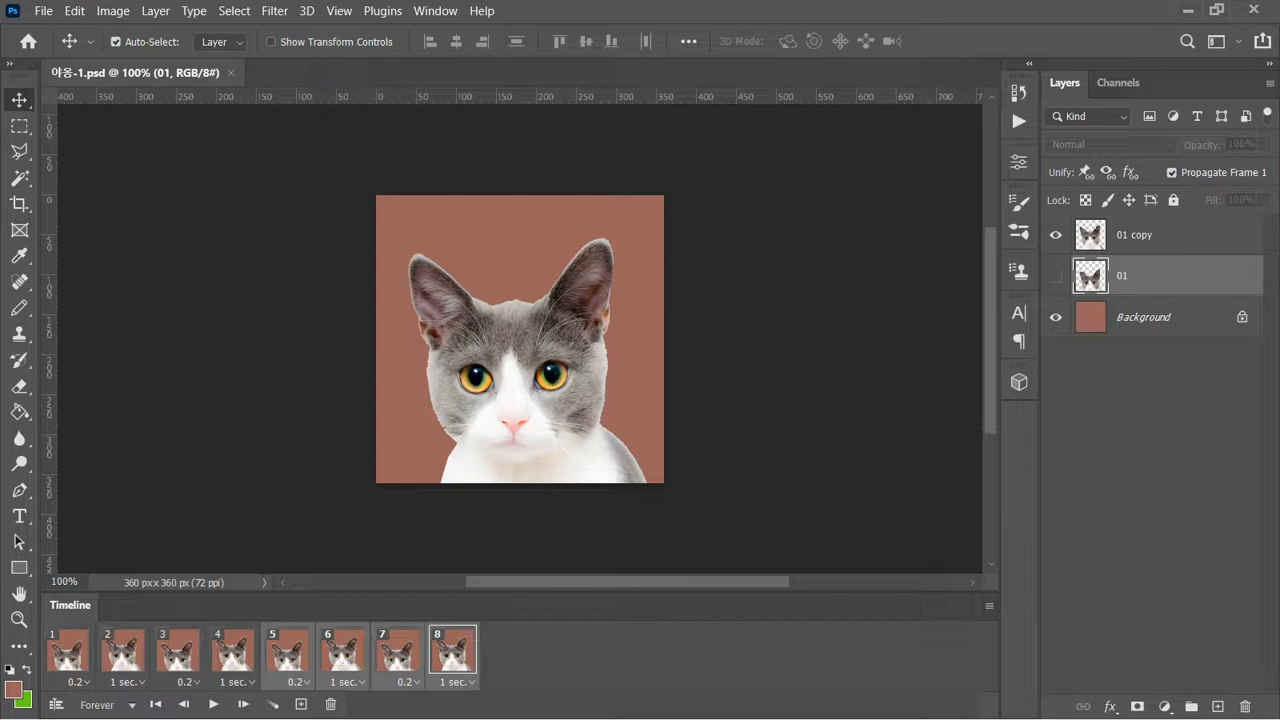 Ps File Edit Image Layer Type Select Filter 3D View Plugins Window Help
Auto-Select: Layer Show Transform Controls 3D Mode:
야옹-1.psd @ 100% (01, RGB/8#)
Layers Channels
400 350 300 250 200 150 100 50 0 50 100 150 200 250 300 350 400 450 500 550 600 650 700
Kind
Normal Opacity: 100%
Unify: Propagate Frame 1
Lock: Fill: 100%
01 copy
01
Background
100% 360 px x 360 px (72 ppi)
Timeline
1 2 3 4 5 6 7 8
0.2 1 sec. 0.2 1 sec. 0.2 1 sec. 0.2 1 sec.
Forever